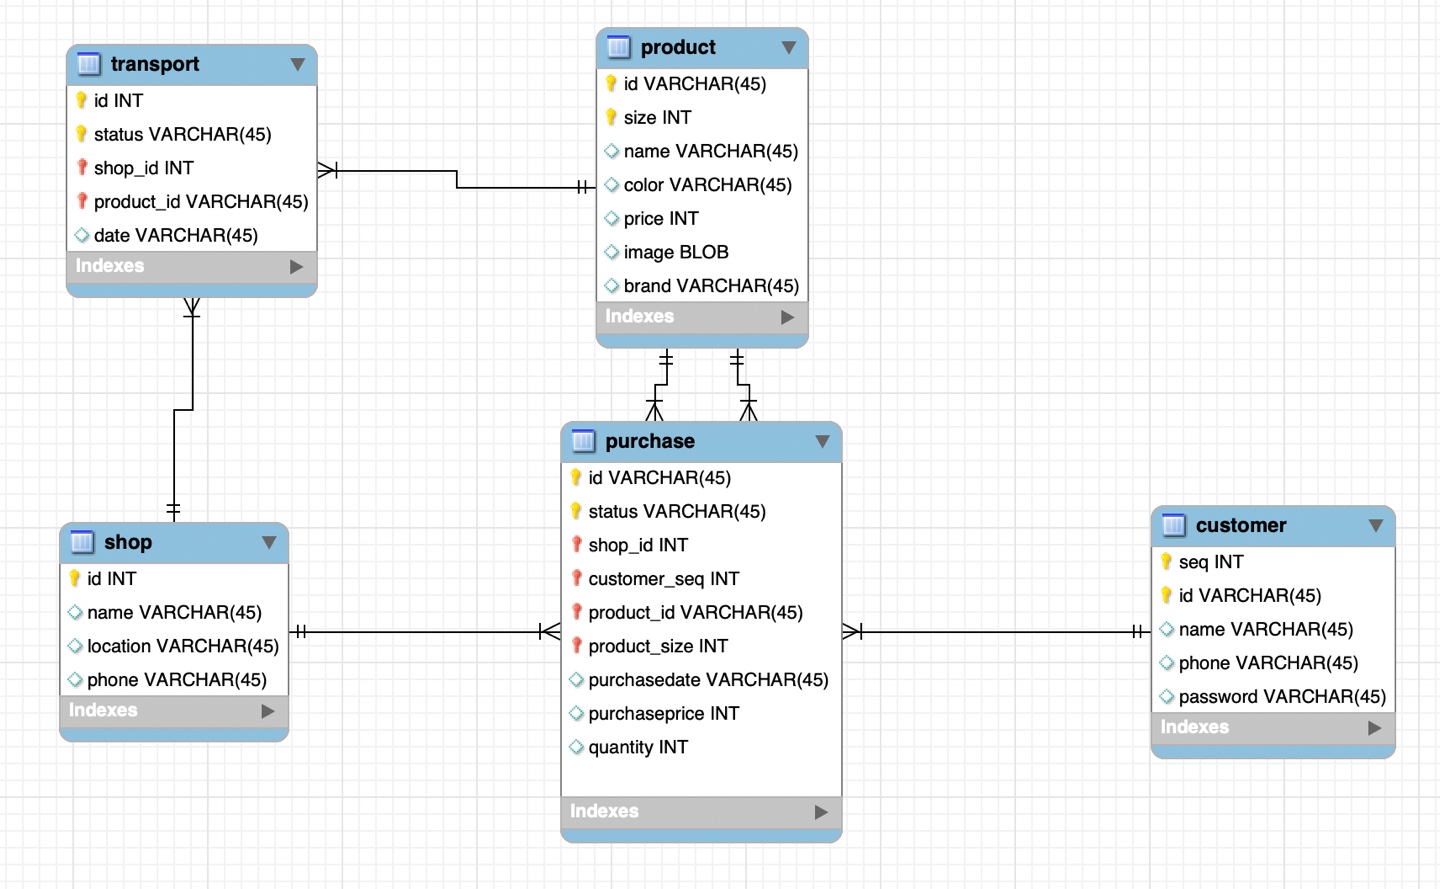 transport
id INT
status VARCHAR(45)
shop_id INT
product_id VARCHAR(45)
date VARCHAR(45)
Indexes
product
id VARCHAR(45)
size INT
name VARCHAR(45)
color VARCHAR(45)
price INT
image BLOB
brand VARCHAR(45)
Indexes
shop
id INT
name VARCHAR(45)
location VARCHAR(45)
phone VARCHAR(45)
Indexes
purchase
id VARCHAR(45)
status VARCHAR(45)
shop_id INT
customer_seq INT
product_id VARCHAR(45)
product_size INT
purchasedate VARCHAR(45)
purchaseprice INT
quantity INT
Indexes
customer
seq INT
id VARCHAR(45)
name VARCHAR(45)
phone VARCHAR(45)
password VARCHAR(45)
Indexes